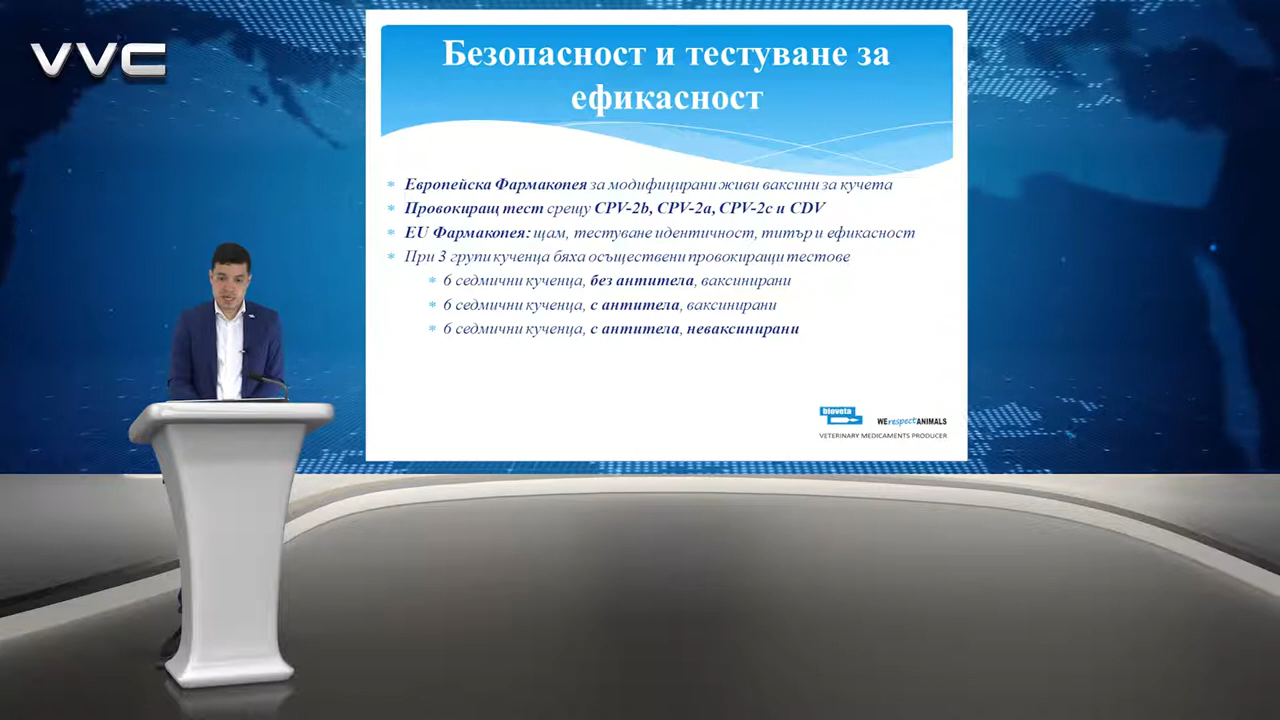 VVC
Безопасност и тестуване за
ефикасност
* Европейска Фармакопея за модифицирани живи ваксини за кучета
* Провокиращ тест срещу CPV-2b, CPV-2a, CPV-2c и CDV
* EU Фармакопея: щам, тестуване идентичност, титър и ефикасност
* При 3 групи кученца бяха осъществени провокиращи тестове
* 6 седмични кученца, без антитела, ваксинирани
* 6 седмични кученца, с антитела, ваксинирани
* 6 седмични кученца, с антитела, неваксинирани
bioveta
WE respect ANIMALS
VETERINARY MEDICAMENTS PRODUCER